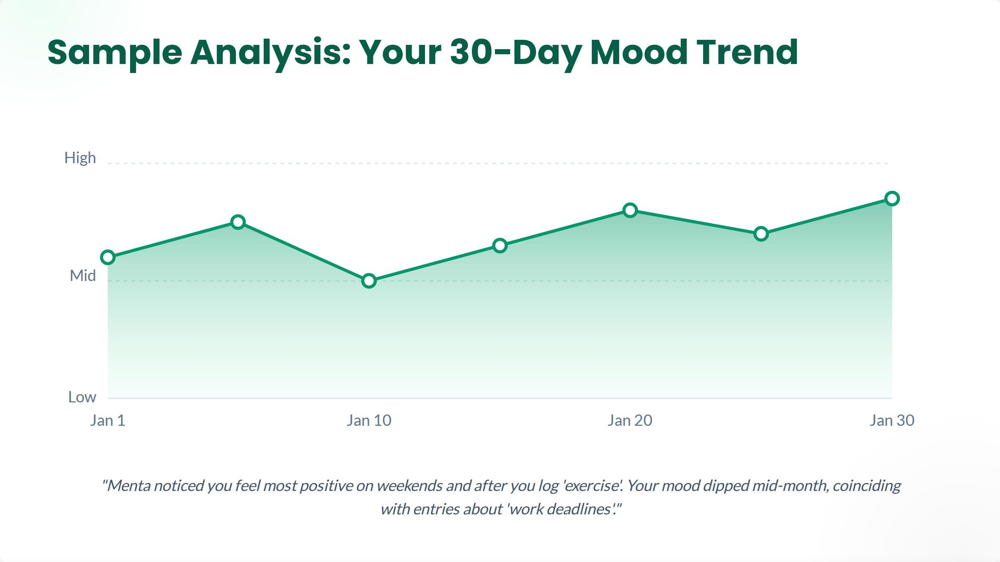 Sample Analysis: Your 30-Day Mood Trend
High
Mid
Low
Jan 1
Jan 10
Jan 20
Jan 30
"Menta noticed you feel most positive on weekends and after you log 'exercise'. Your mood dipped mid-month, coinciding
with entries about 'work deadlines'."